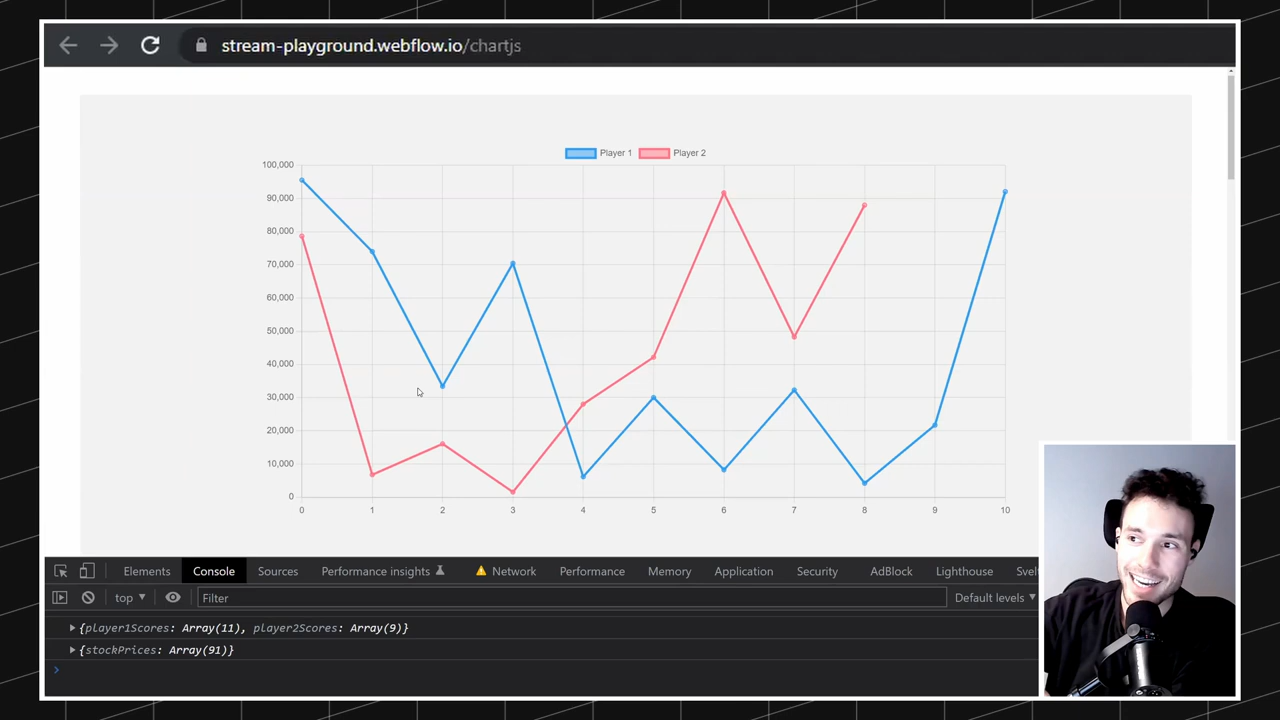 stream-playground.webflow.io/chartjs
Player 1 Player 2
100,000
90,000
80,000
70,000
60,000
50,000
40,000
30,000
20,000
10,000
0
0 1 2 3 4 5 6 7 8 9 10
Elements Console Sources Performance insights Network Performance Memory Application Security AdBlock Lighthouse Svelt
top Filter Default levels
{player1Scores: Array(11), player2Scores: Array(9)}
{stockPrices: Array(91)}